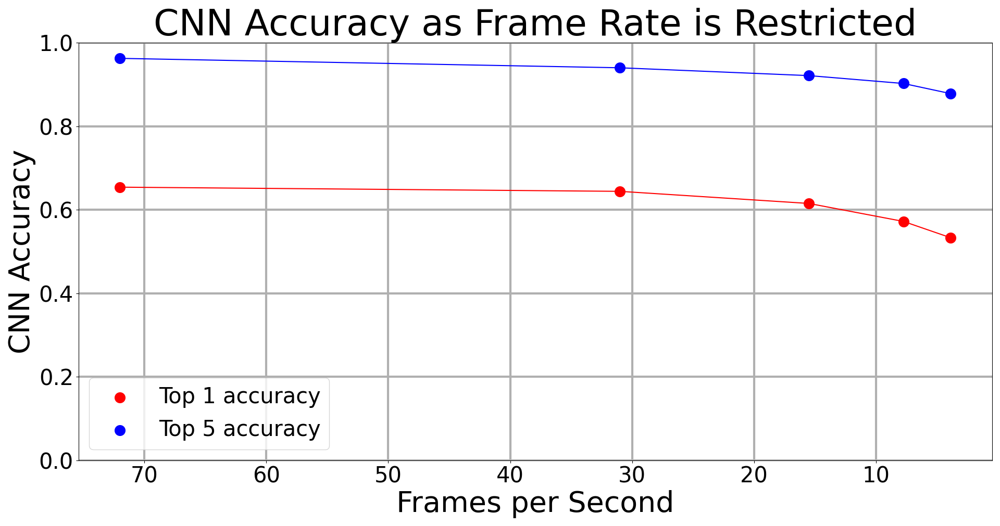 CNN Accuracy as Frame Rate is Restricted
1.0
0.8
0.6
0.4
0.2
0.0
CNN Accuracy
Top 1 accuracy
Top 5 accuracy
70 60 50 40 30 20 10
Frames per Second